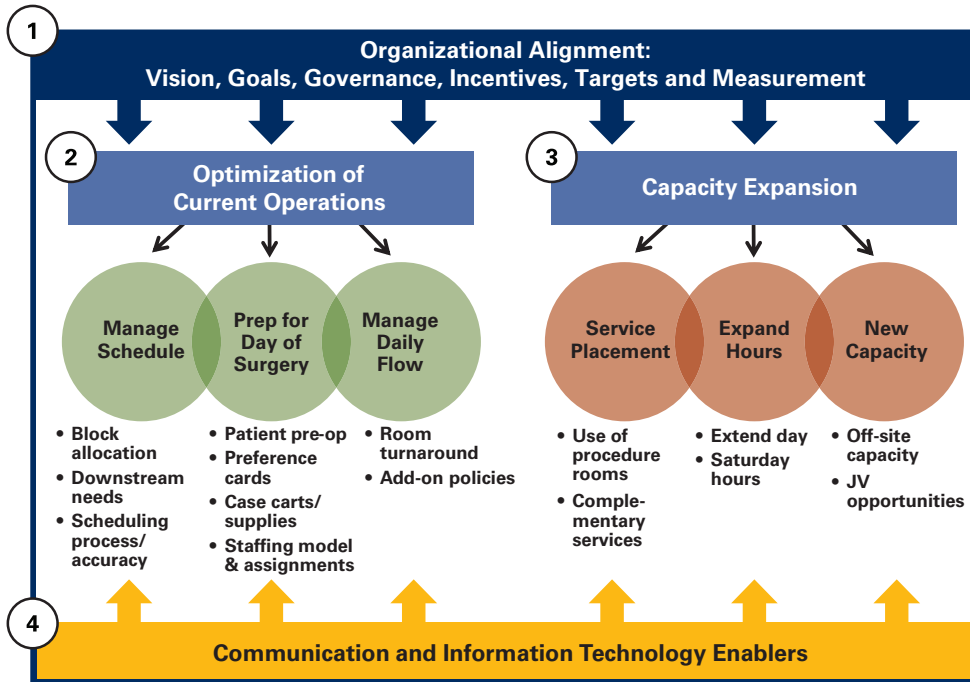 1
Organizational Alignment:
Vision, Goals, Governance, Incentives, Targets and Measurement
2
Optimization of
Current Operations
3
Capacity Expansion
Manage
Schedule
Prep for
Day of
Surgery
Manage
Daily
Flow
Service
Placement
Expand
Hours
New
Capacity
• Block
allocation
• Downstream
needs
• Scheduling
process/
accuracy
• Patient pre-op
• Preference
cards
• Case carts/
supplies
• Staffing model
& assignments
• Room
turnaround
• Add-on policies
• Use of
procedure
rooms
• Comple-
mentary
services
• Extend day
• Saturday
hours
• Off-site
capacity
• JV
opportunities
4
Communication and Information Technology Enablers